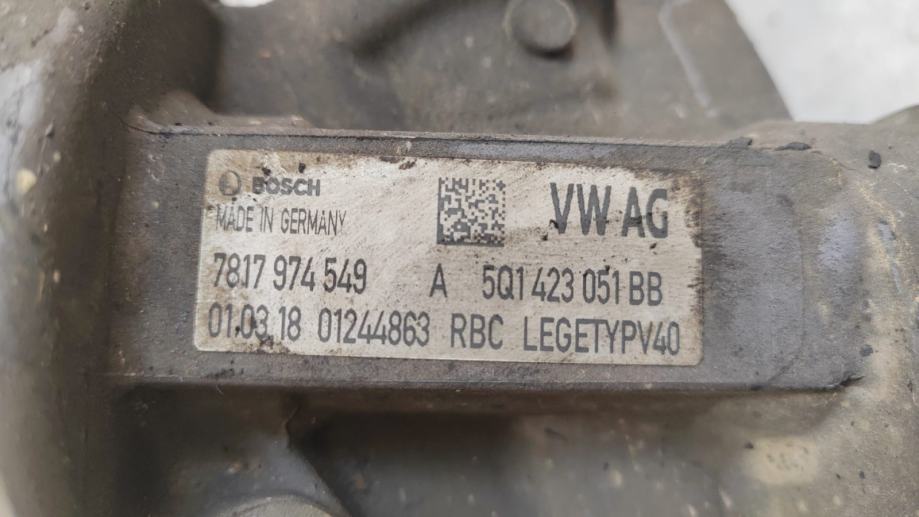 BOSCH
VW AG
MADE IN GERMANY
7817 974 549 A 5Q1 423 051 BB
01.03.18 01244863 RBC LEGETYPV40